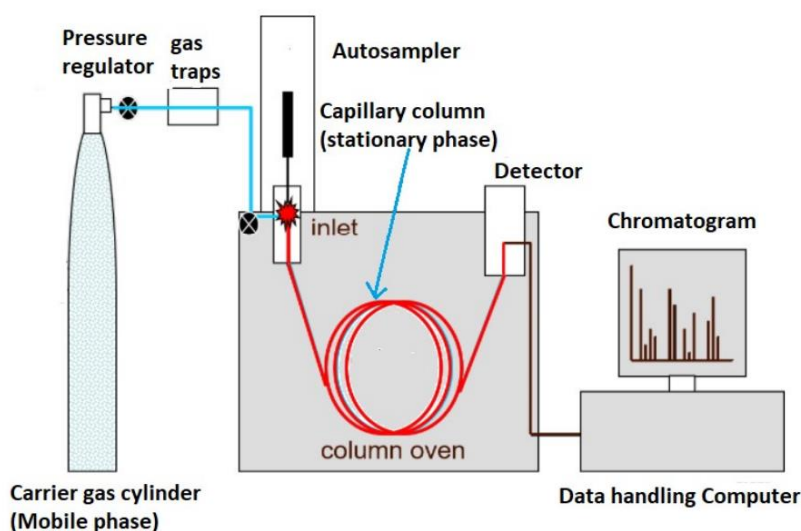 Pressure
regulator
gas
traps
Autosampler
Capillary column
(stationary phase)
Detector
Chromatogram
inlet
column oven
Carrier gas cylinder
(Mobile phase)
Data handling Computer